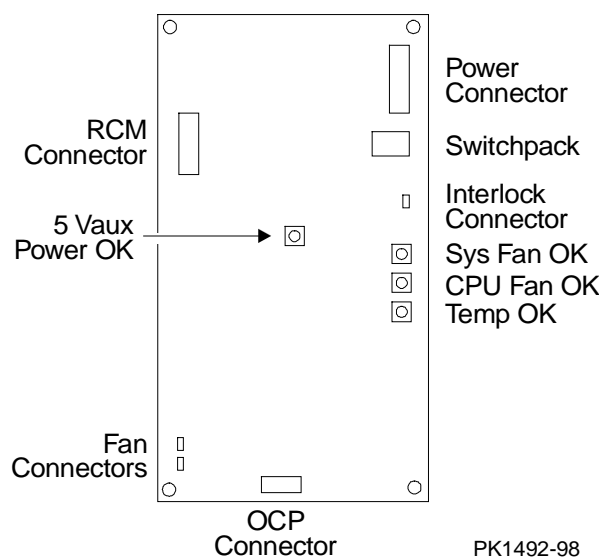 Power
Connector
RCM
Connector
Switchpack
Interlock
Connector
5 Vaux
Power OK
Sys Fan OK
CPU Fan OK
Temp OK
Fan
Connectors
OCP
Connector
PK1492-98